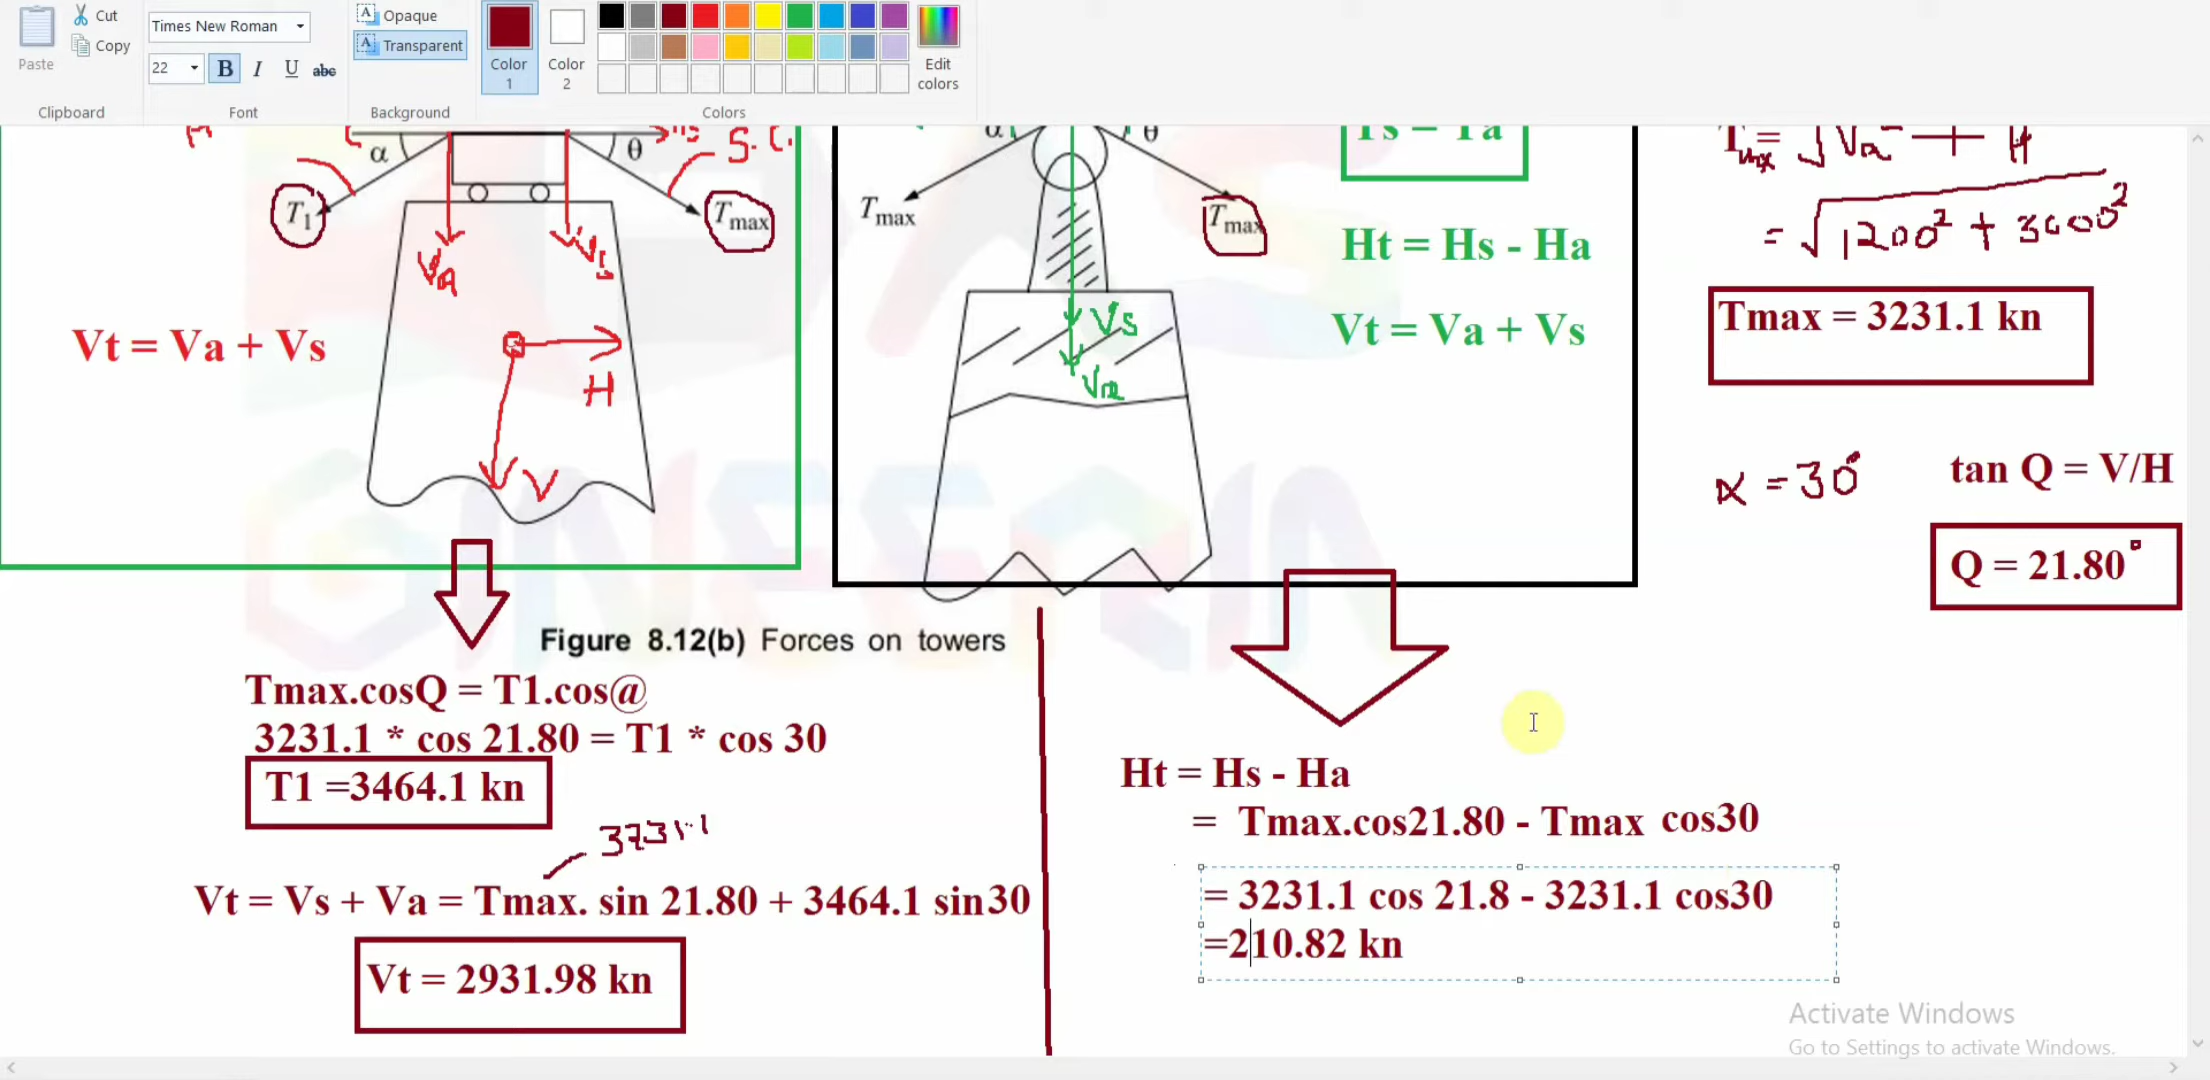 Cut
Copy
Paste
Clipboard
Times New Roman
22
B I U abc
Font
Opaque
Transparent
Background
Color 1
Color 2
Edit colors
Colors
α
θ
S.C.
T1
Tmax
VA
Vs
Vt = Va + Vs
H
V
α
θ
Tmax
Tmax
Ts = Ta
Ht = Hs - Ha
Vt = Va + Vs
Vs
Va
Tmax = √Va² + H
= √1200² + 3000²
Tmax = 3231.1 kn
α = 30°
tan Q = V/H
Q = 21.80°
Figure 8.12(b) Forces on towers
Tmax.cosQ = T1.cos@
3231.1 * cos 21.80 = T1 * cos 30
T1 =3464.1 kn
3231.1
Vt = Vs + Va = Tmax. sin 21.80 + 3464.1 sin30
Vt = 2931.98 kn
Ht = Hs - Ha
= Tmax.cos21.80 - Tmax cos30
= 3231.1 cos 21.8 - 3231.1 cos30
=210.82 kn
Activate Windows
Go to Settings to activate Windows.